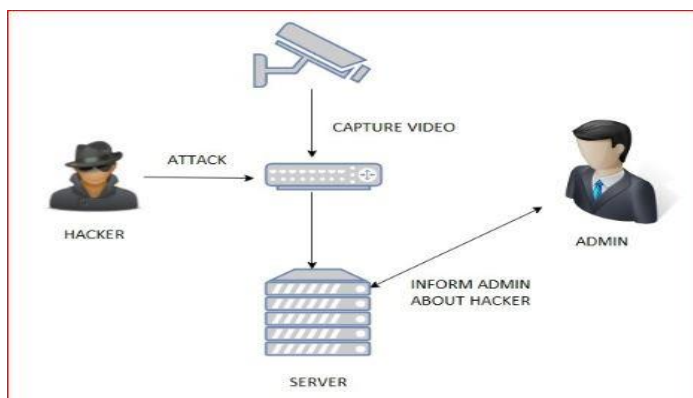 CAPTURE VIDEO
ATTACK
HACKER
ADMIN
INFORM ADMIN
ABOUT HACKER
SERVER